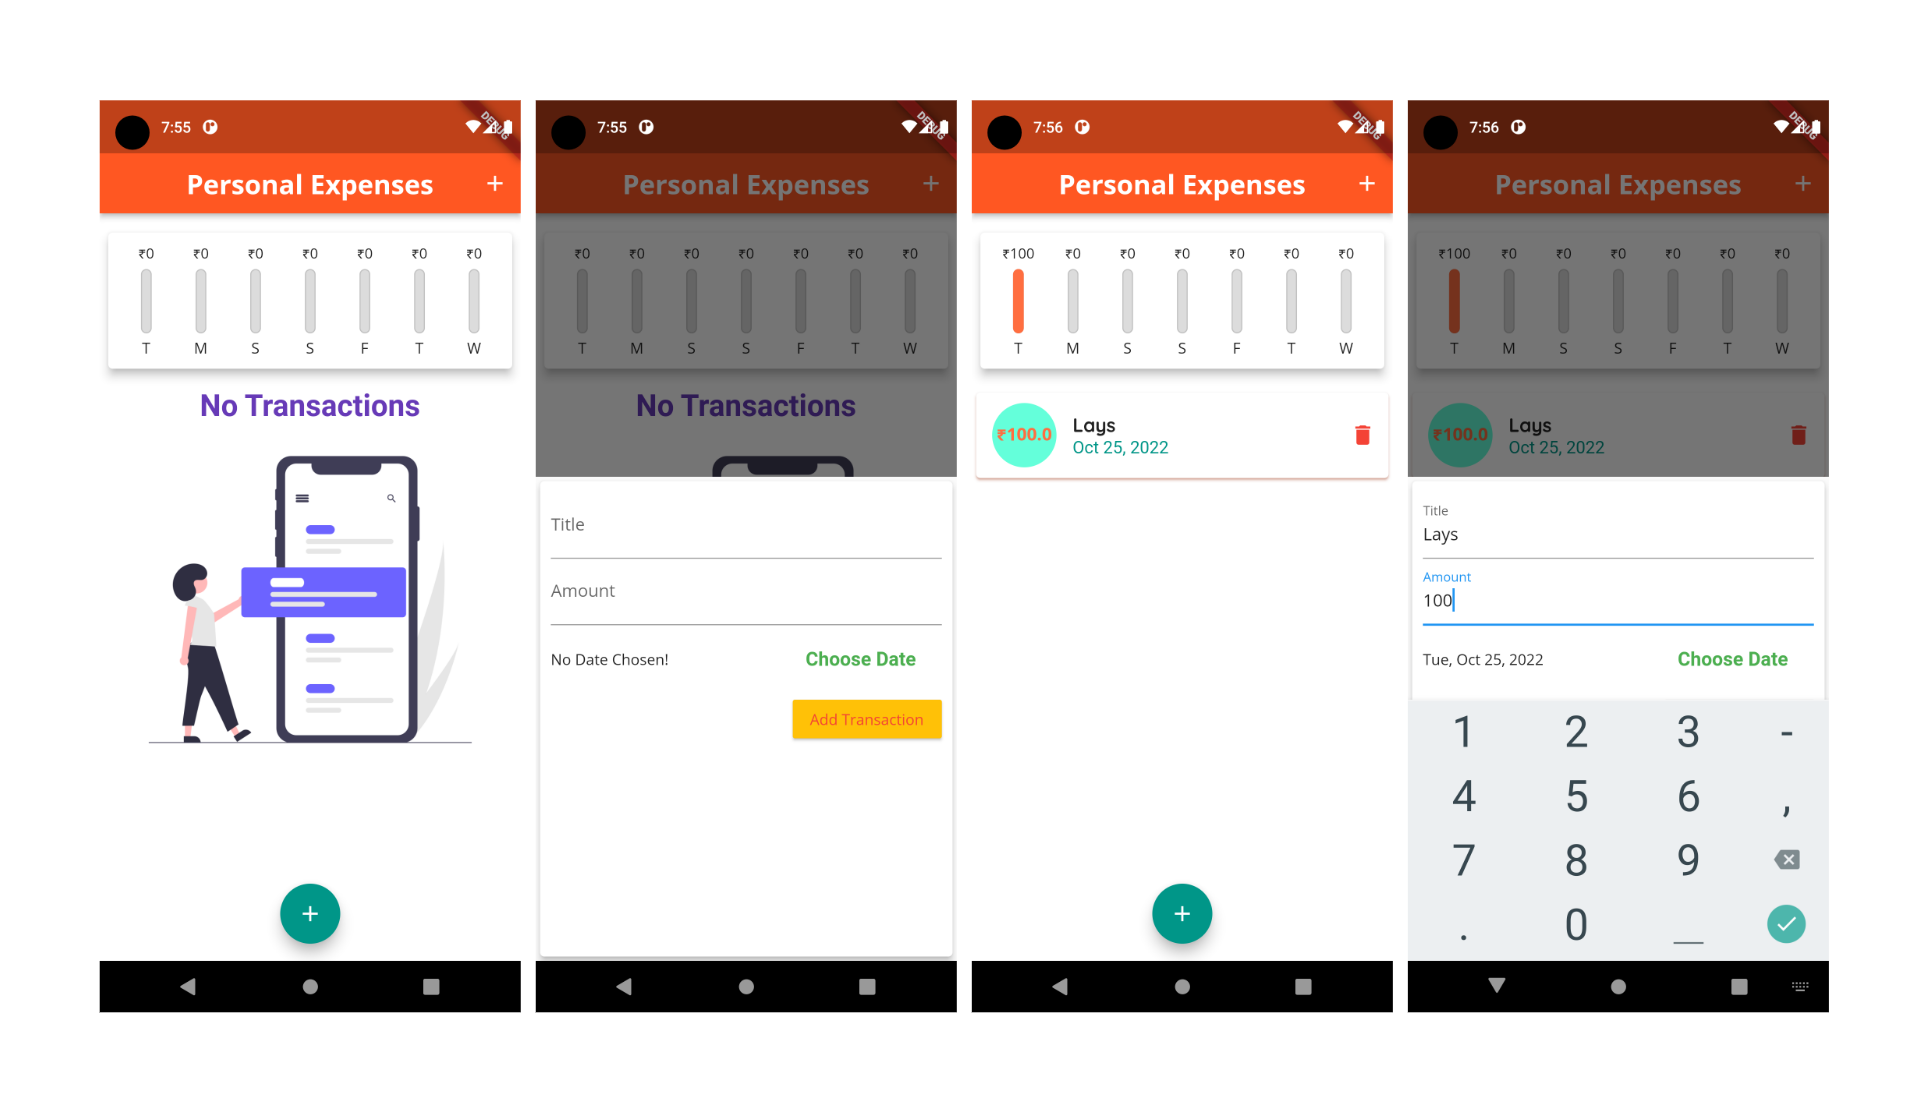 7:55
DEBUG
Personal Expenses +
₹0 ₹0 ₹0 ₹0 ₹0 ₹0 ₹0
T M S S F T W
No Transactions
+
7:55
DEBUG
Personal Expenses +
₹0 ₹0 ₹0 ₹0 ₹0 ₹0 ₹0
T M S S F T W
No Transactions
Title
Amount
No Date Chosen! Choose Date
Add Transaction
7:56
DEBUG
Personal Expenses +
₹100 ₹0 ₹0 ₹0 ₹0 ₹0 ₹0
T M S S F T W
₹100.0 Lays
Oct 25, 2022
+
7:56
DEBUG
Personal Expenses +
₹100 ₹0 ₹0 ₹0 ₹0 ₹0 ₹0
T M S S F T W
₹100.0 Lays
Oct 25, 2022
Title
Lays
Amount
100
Tue, Oct 25, 2022 Choose Date
1 2 3 -
4 5 6 ,
7 8 9
. 0 _